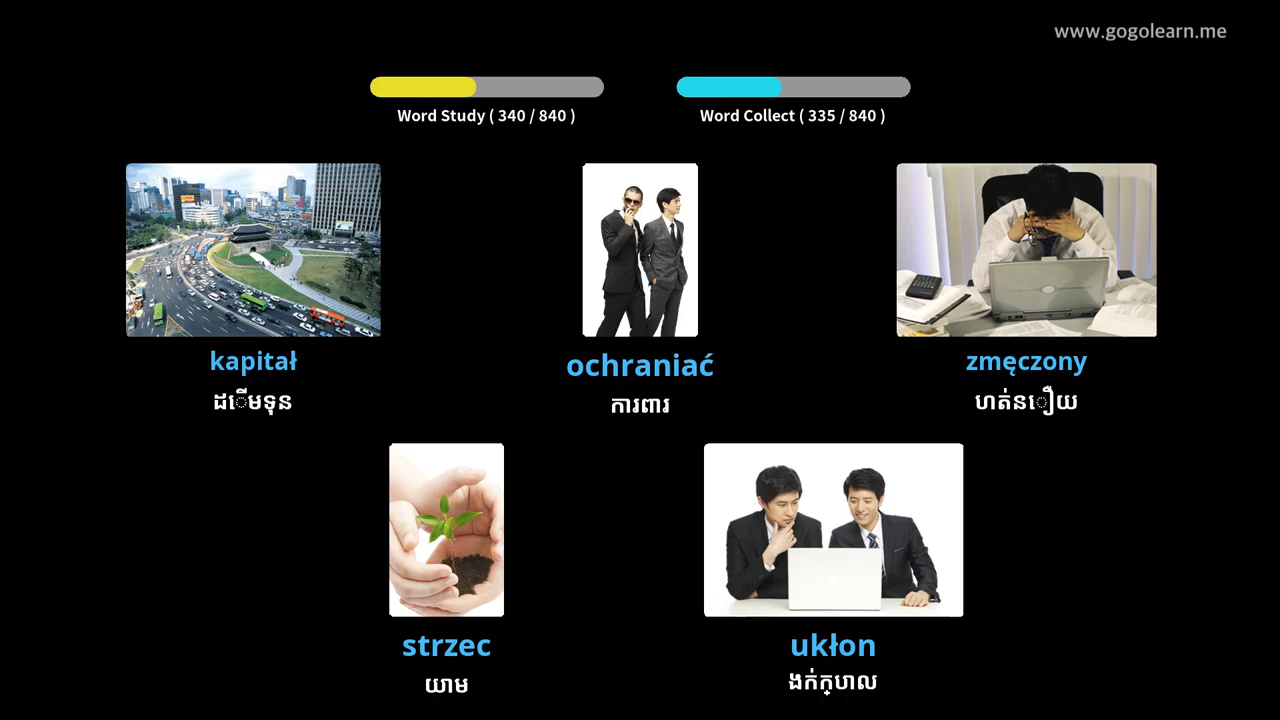 www.gogolearn.me
Word Study ( 340 / 840 )
Word Collect ( 335 / 840 )
kapitał
ដើមទុន
ochraniać
ការពារ
zmęczony
ហត់នឿយ
strzec
យាម
ukłon
ងក់ក្បាល